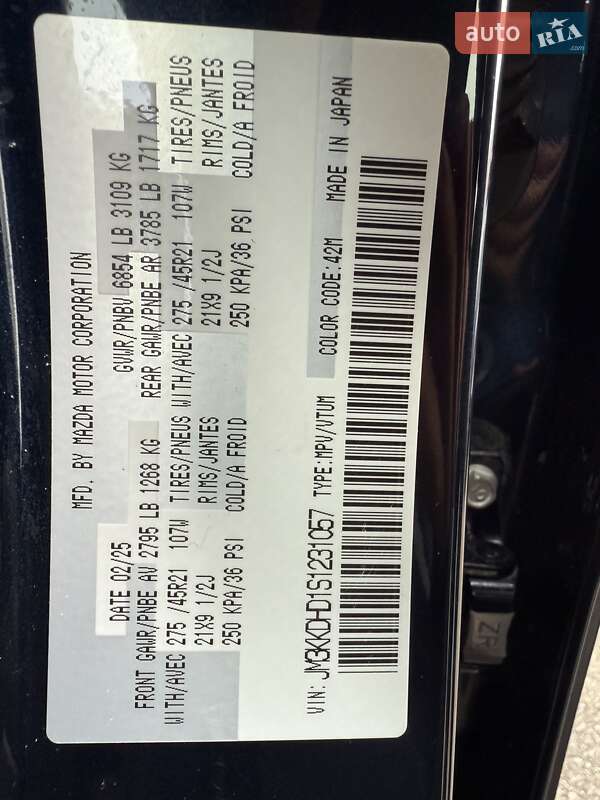 auto RIA.com
MFD. BY MAZDA MOTOR CORPORATION
DATE 02/25 GVWR/PNBV 6854 LB 3109 KG
FRONT GAWR/PNBE AV 2795 LB 1268 KG REAR GAWR/PNBE AR 3785 LB 1717 KG
WITH/AVEC 275 /45R21 107W TIRES/PNEUS WITH/AVEC 275 /45R21 107W TIRES/PNEUS
21X9 1/2J RIMS/JANTES 21X9 1/2J RIMS/JANTES
250 KPA/36 PSI COLD/A FROID 250 KPA/36 PSI COLD/A FROID
COLOR CODE:42M MADE IN JAPAN
VIN: JM3KKDHD1S1231057 TYPE:MPV/VTUM
ZR